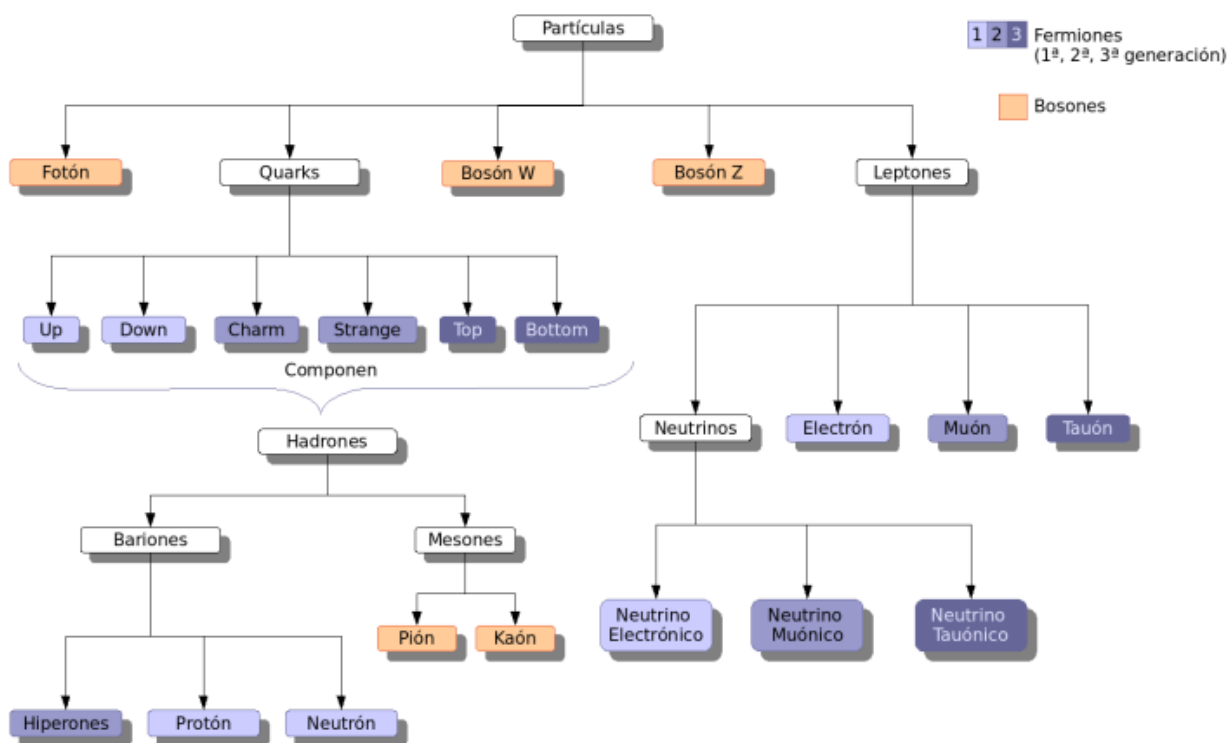 Partículas
1 2 3 Fermiones
(1ª, 2ª, 3ª generación)
Bosones
Fotón
Quarks
Bosón W
Bosón Z
Leptones
Up
Down
Charm
Strange
Top
Bottom
Componen
Hadrones
Neutrinos
Electrón
Muón
Tauón
Bariones
Mesones
Pión
Kaón
Neutrino
Electrónico
Neutrino
Muónico
Neutrino
Tauónico
Hiperones
Protón
Neutrón